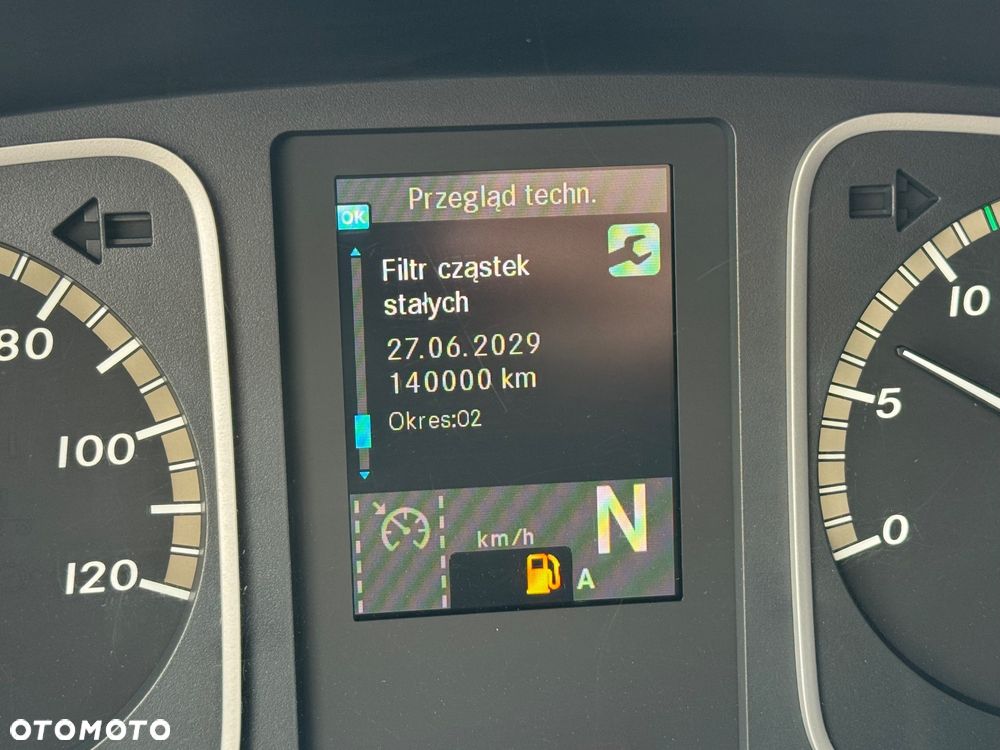 Przegląd techn.
OK
Filtr cząstek
stałych
27.06.2029
140000 km
Okres:02
km/h
N
A
80
100
120
10
5
0
OTOMOTO